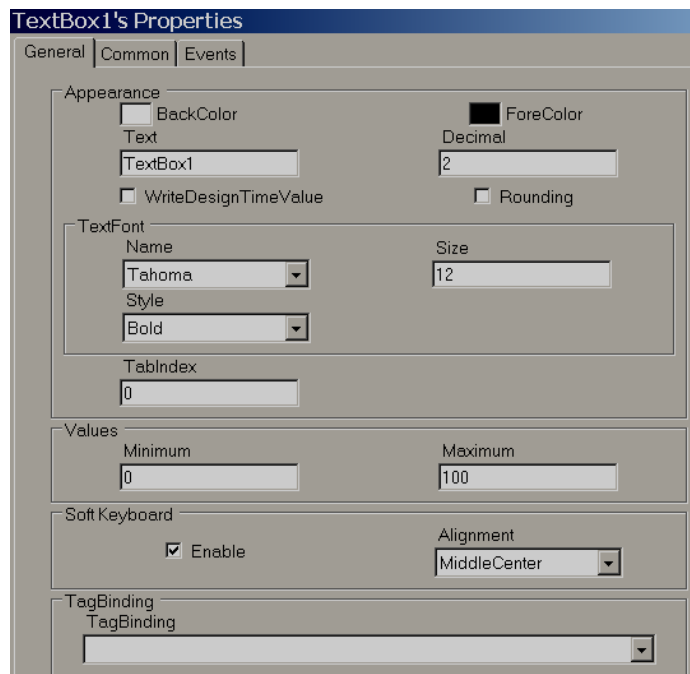 TextBox1's Properties
General Common Events
Appearance
BackColor ForeColor
Text Decimal
TextBox1 2
WriteDesignTimeValue Rounding
TextFont
Name Size
Tahoma 12
Style
Bold
TabIndex
0
Values
Minimum Maximum
0 100
Soft Keyboard
Alignment
Enable MiddleCenter
TagBinding
TagBinding